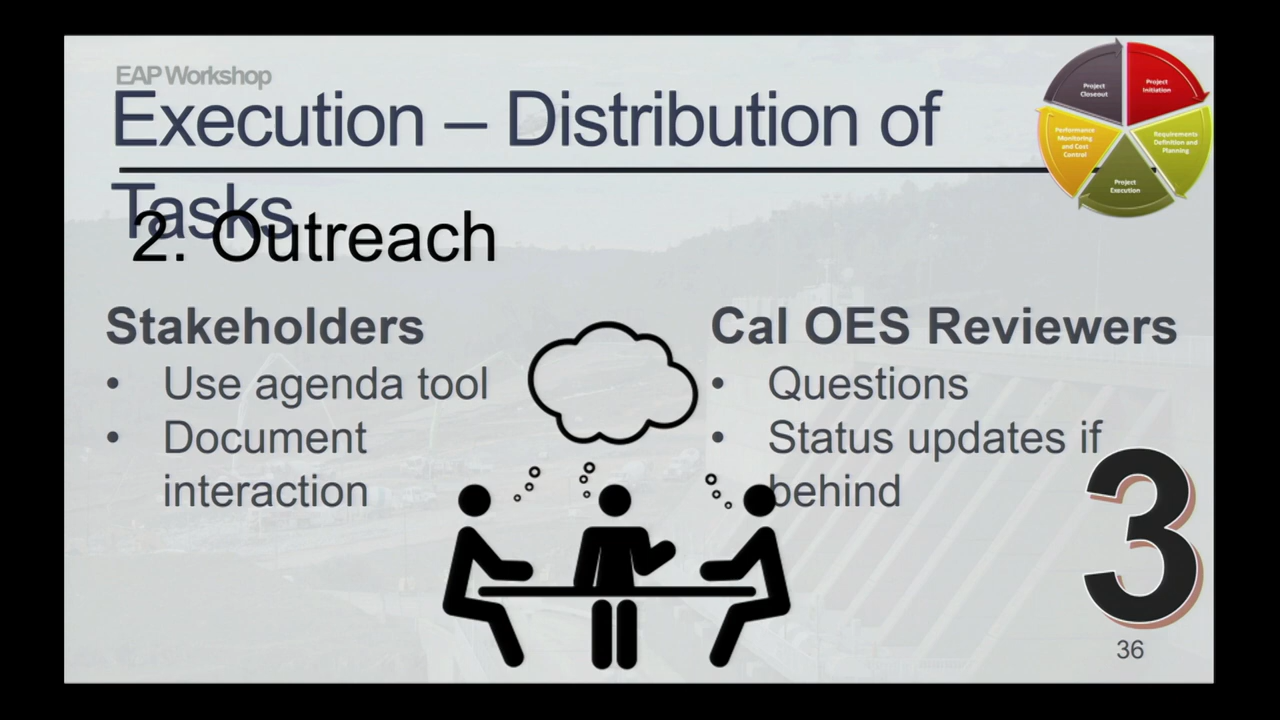 EAP Workshop
Execution – Distribution of
Tasks
2. Outreach
Stakeholders
• Use agenda tool
• Document
interaction
Cal OES Reviewers
• Questions
• Status updates if
behind
Project
Initiation
Requirements
Definition and
Planning
Project
Execution
Performance
Monitoring
and Cost
Control
Project
Closeout
3
36